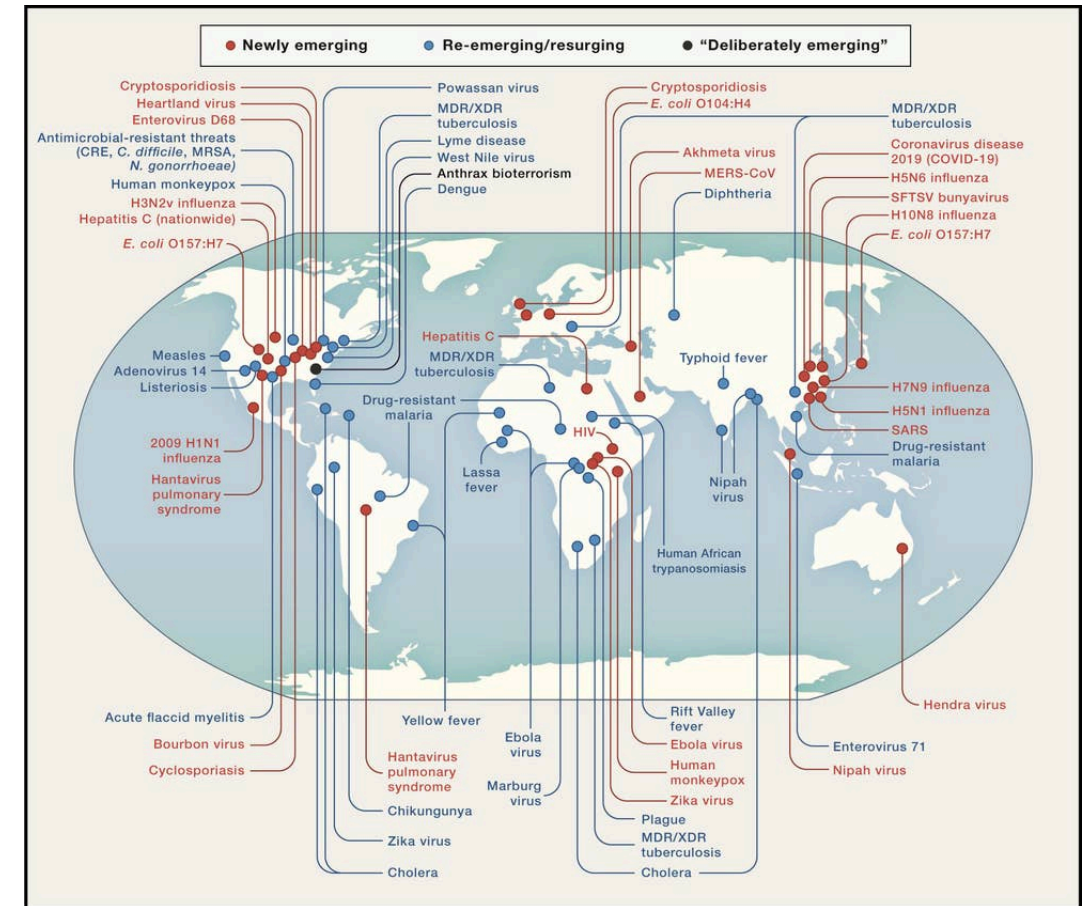 Newly emerging
Re-emerging/resurging
“Deliberately emerging”
Cryptosporidiosis
Heartland virus
Enterovirus D68
Antimicrobial-resistant threats
(CRE, C. difficile, MRSA,
N. gonorrhoeae)
Human monkeypox
H3N2v influenza
Hepatitis C (nationwide)
E. coli O157:H7
Powassan virus
MDR/XDR
tuberculosis
Lyme disease
West Nile virus
Anthrax bioterrorism
Dengue
Cryptosporidiosis
E. coli O104:H4
Akhmeta virus
MERS-CoV
Diphtheria
MDR/XDR
tuberculosis
Coronavirus disease
2019 (COVID-19)
H5N6 influenza
SFTSV bunyavirus
H10N8 influenza
E. coli O157:H7
Measles
Adenovirus 14
Listeriosis
2009 H1N1
influenza
Hantavirus
pulmonary
syndrome
Hepatitis C
MDR/XDR
tuberculosis
Drug-resistant
malaria
HIV
Lassa
fever
Typhoid fever
Nipah
virus
Human African
trypanosomiasis
H7N9 influenza
H5N1 influenza
SARS
Drug-resistant
malaria
Acute flaccid myelitis
Bourbon virus
Cyclosporiasis
Hantavirus
pulmonary
syndrome
Chikungunya
Zika virus
Cholera
Yellow fever
Ebola
virus
Marburg
virus
Rift Valley
fever
Ebola virus
Human
monkeypox
Zika virus
Plague
MDR/XDR
tuberculosis
Cholera
Hendra virus
Enterovirus 71
Nipah virus